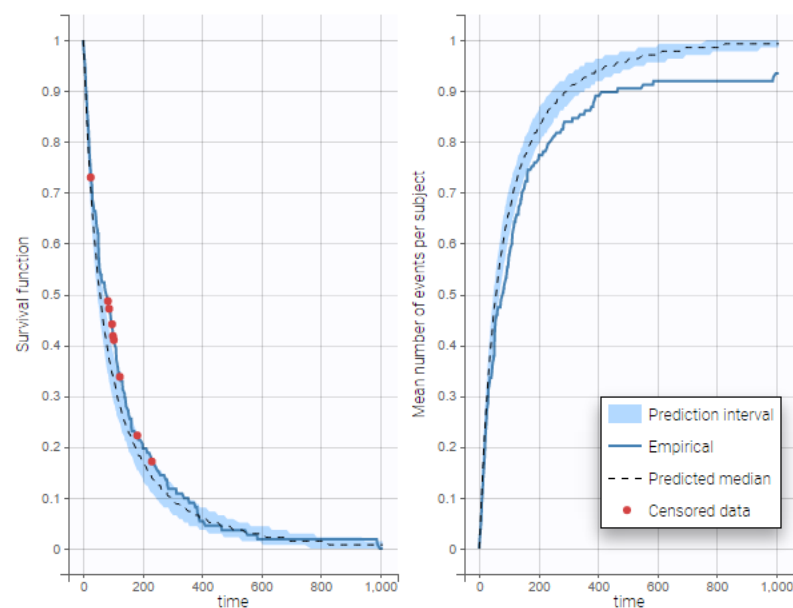 Survival function
1
0.9
0.8
0.7
0.6
0.5
0.4
0.3
0.2
0.1
0
0 200 400 600 800 1,000
time
Mean number of events per subject
1
0.9
0.8
0.7
0.6
0.5
0.4
0.3
0.2
0.1
0
0 200 400 600 800 1,000
time
Prediction interval
Empirical
Predicted median
Censored data